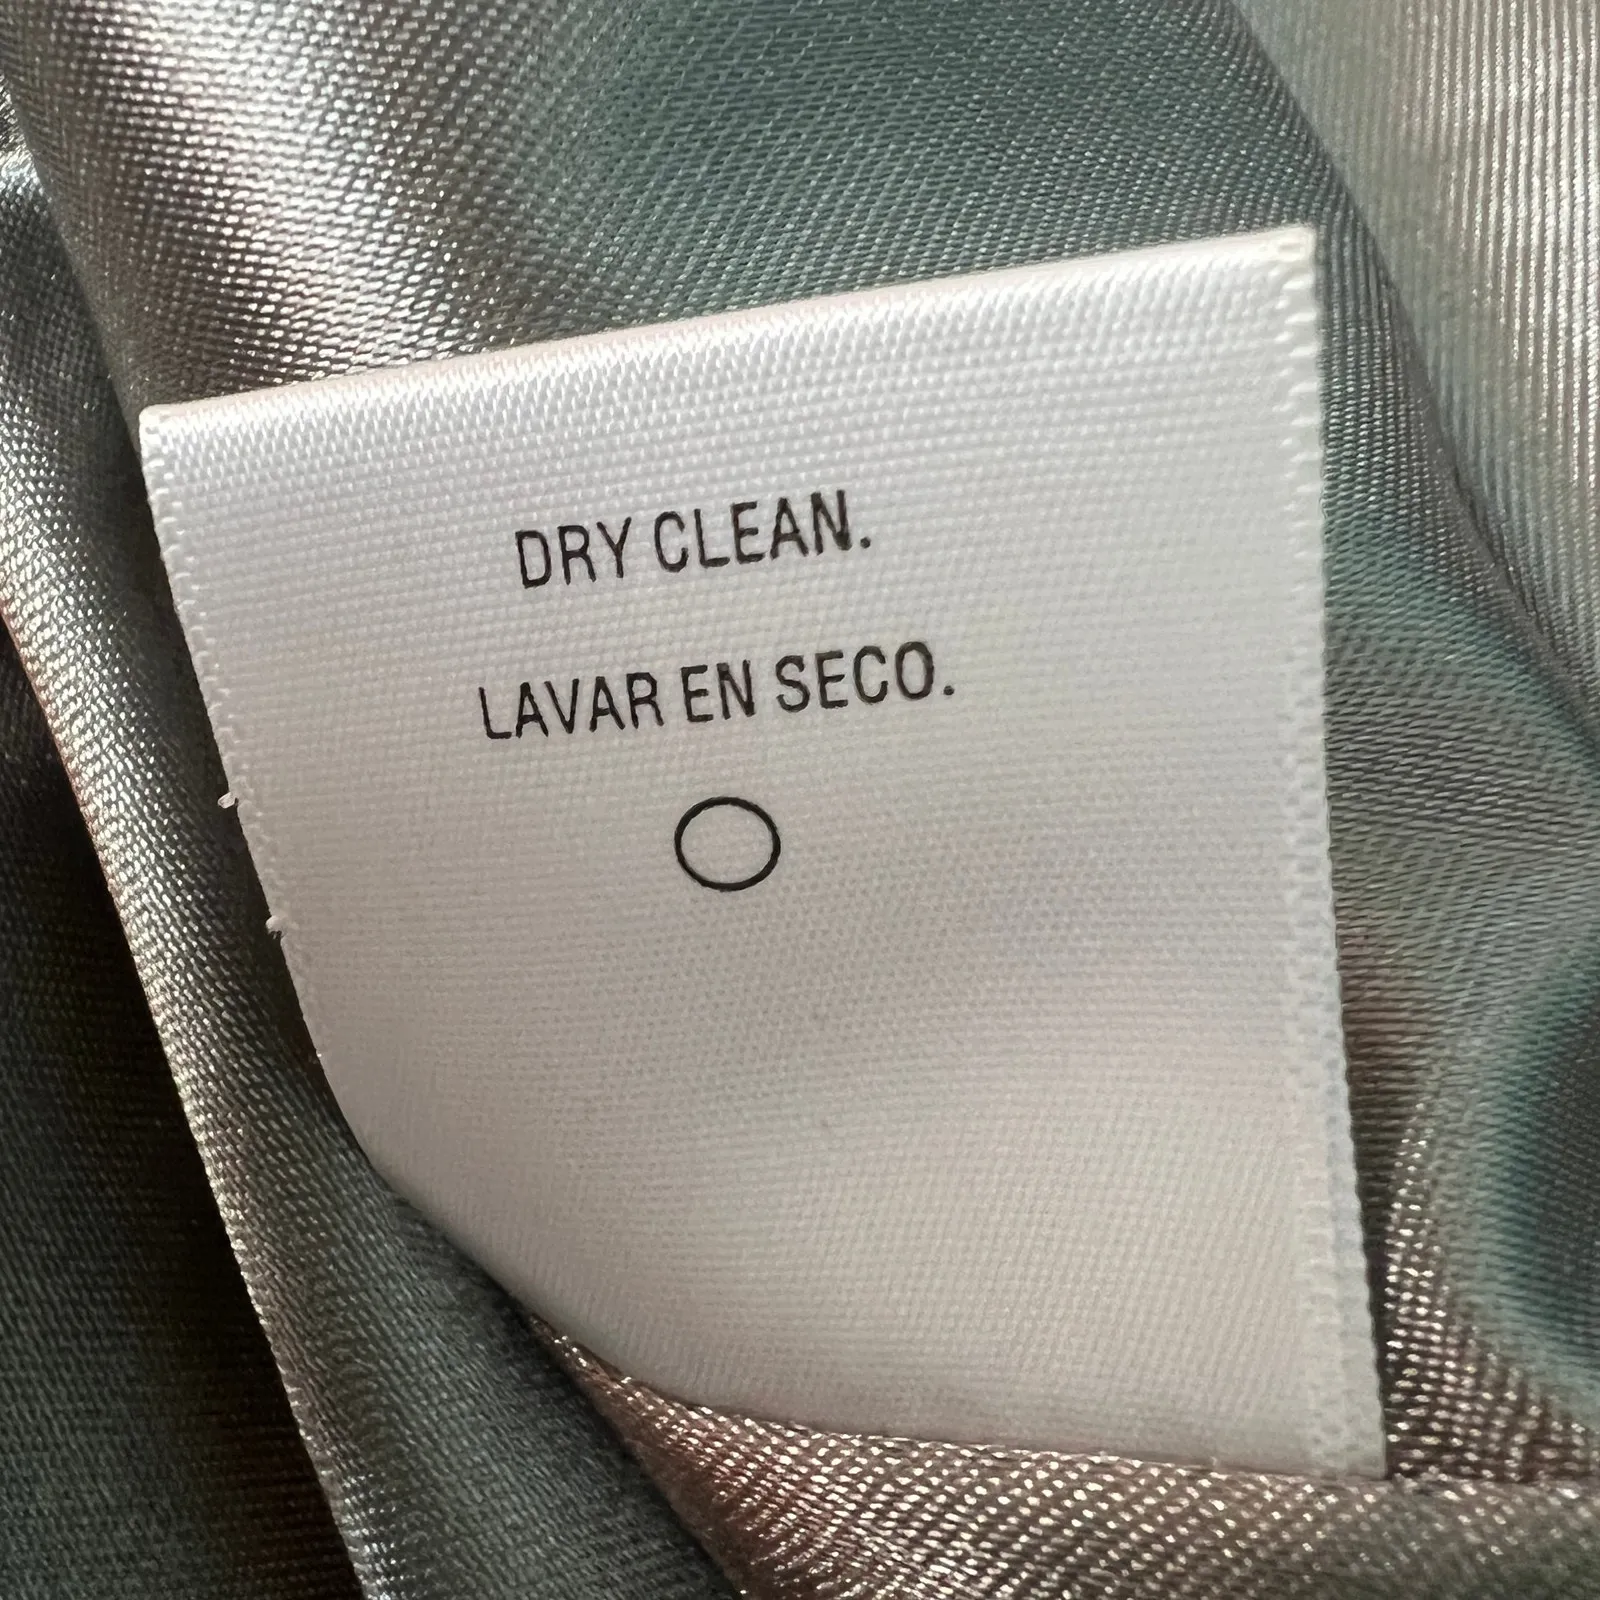 DRY CLEAN.
LAVAR EN SECO.